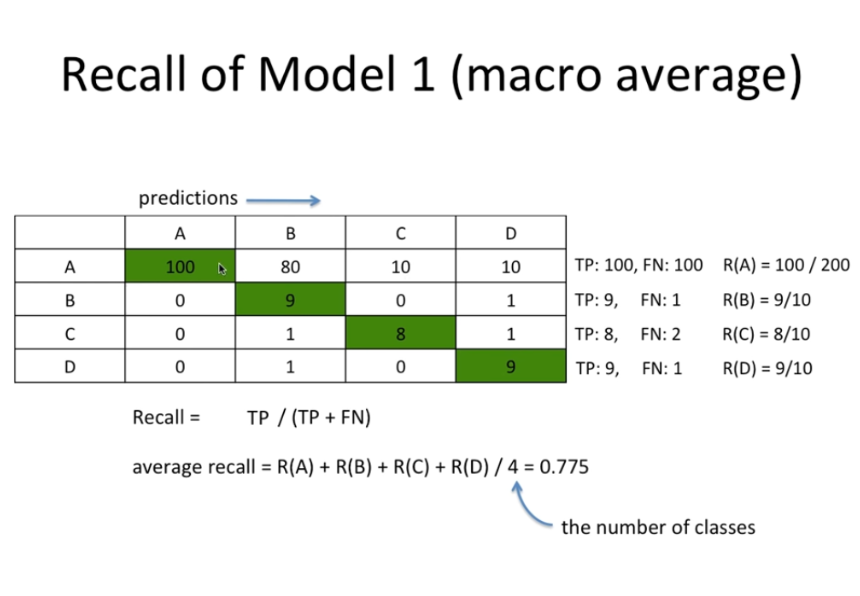 Recall of Model 1 (macro average)
predictions
A B C D
A 100 80 10 10 TP: 100, FN: 100 R(A) = 100 / 200
B 0 9 0 1 TP: 9, FN: 1 R(B) = 9/10
C 0 1 8 1 TP: 8, FN: 2 R(C) = 8/10
D 0 1 0 9 TP: 9, FN: 1 R(D) = 9/10
Recall = TP / (TP + FN)
average recall = R(A) + R(B) + R(C) + R(D) / 4 = 0.775
the number of classes